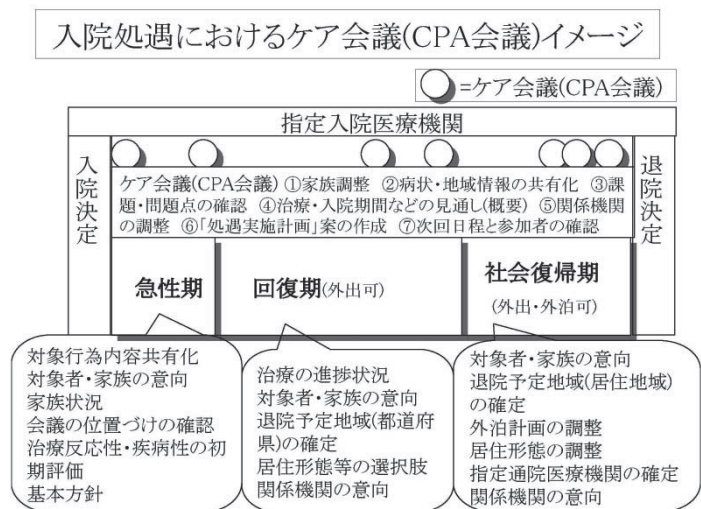 入院処遇におけるケア会議(CPA会議)イメージ
=ケア会議(CPA会議)
指定入院医療機関
入院決定
ケア会議(CPA会議) ①家族調整 ②病状・地域情報の共有化 ③課
題・問題点の確認 ④治療・入院期間などの見通し(概要) ⑤関係機関
の調整 ⑥「処遇実施計画」案の作成 ⑦次回日程と参加者の確認
退院決定
急性期
回復期(外出可)
社会復帰期
(外出・外泊可)
対象行為内容共有化
対象者・家族の意向
家族状況
会議の位置づけの確認
治療反応性・疾病性の初
期評価
基本方針
治療の進捗状況
対象者・家族の意向
退院予定地域(都道府
県)の確定
居住形態等の選択肢
関係機関の意向
対象者・家族の意向
退院予定地域(居住地域)
の確定
外泊計画の調整
居住形態の調整
指定通院医療機関の確定
関係機関の意向